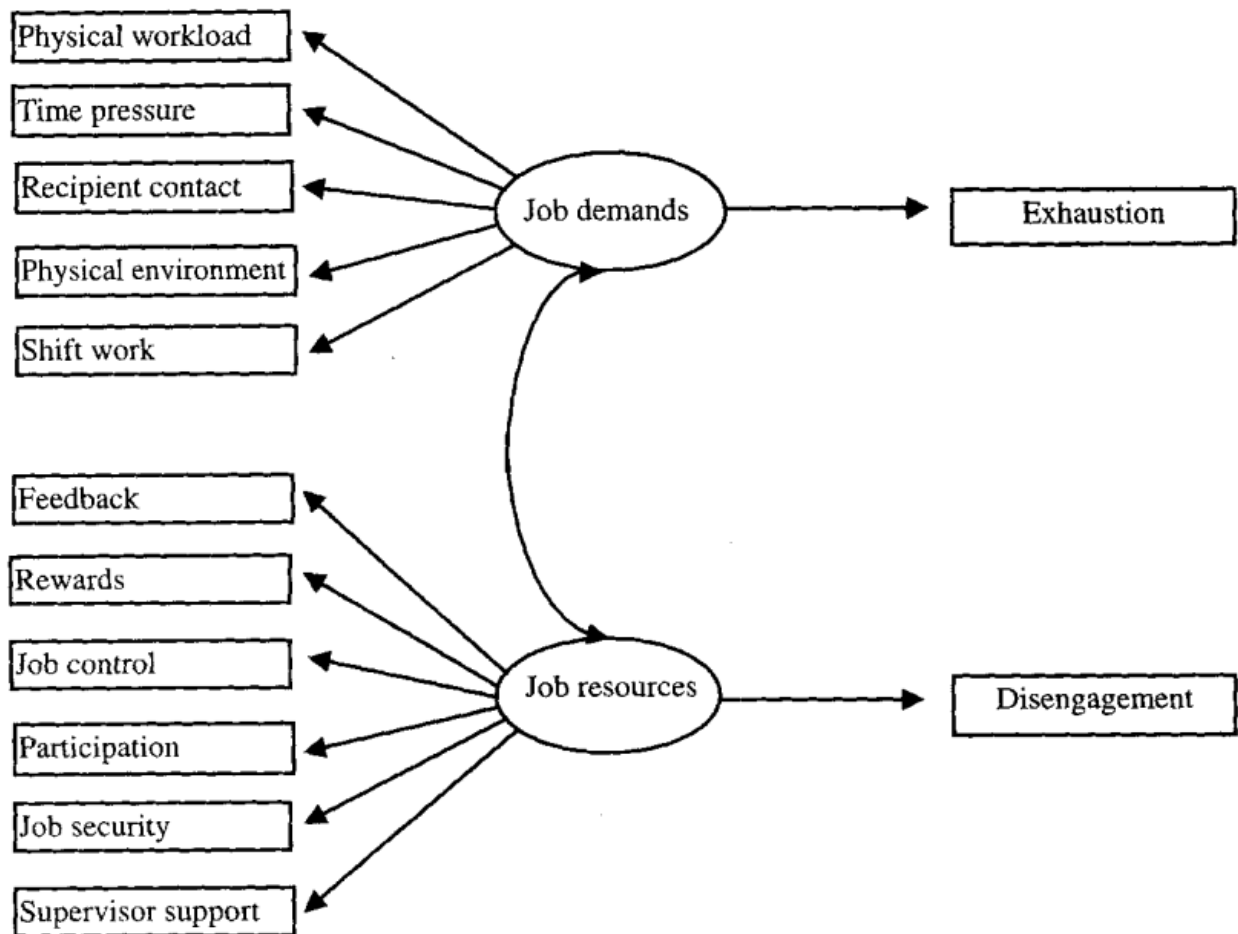 Physical workload
Time pressure
Recipient contact
Physical environment
Shift work
Job demands
Exhaustion
Feedback
Rewards
Job control
Participation
Job security
Supervisor support
Job resources
Disengagement